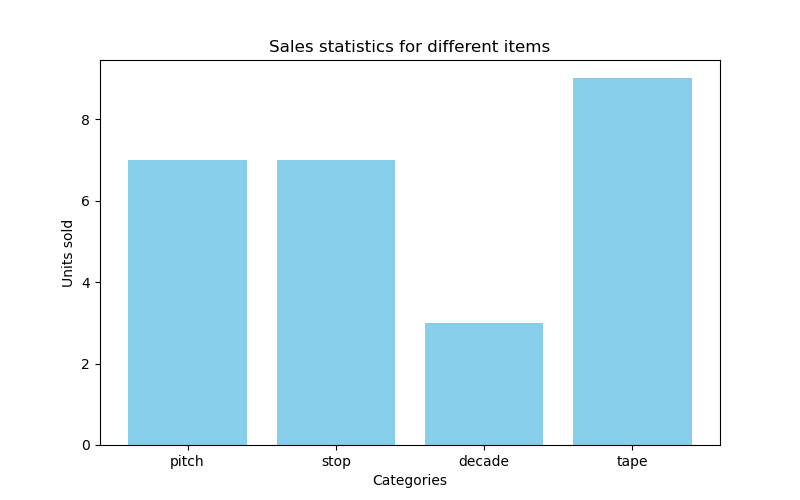 Sales statistics for different items
8
6
4
2
0
Units sold
pitch stop decade tape
Categories